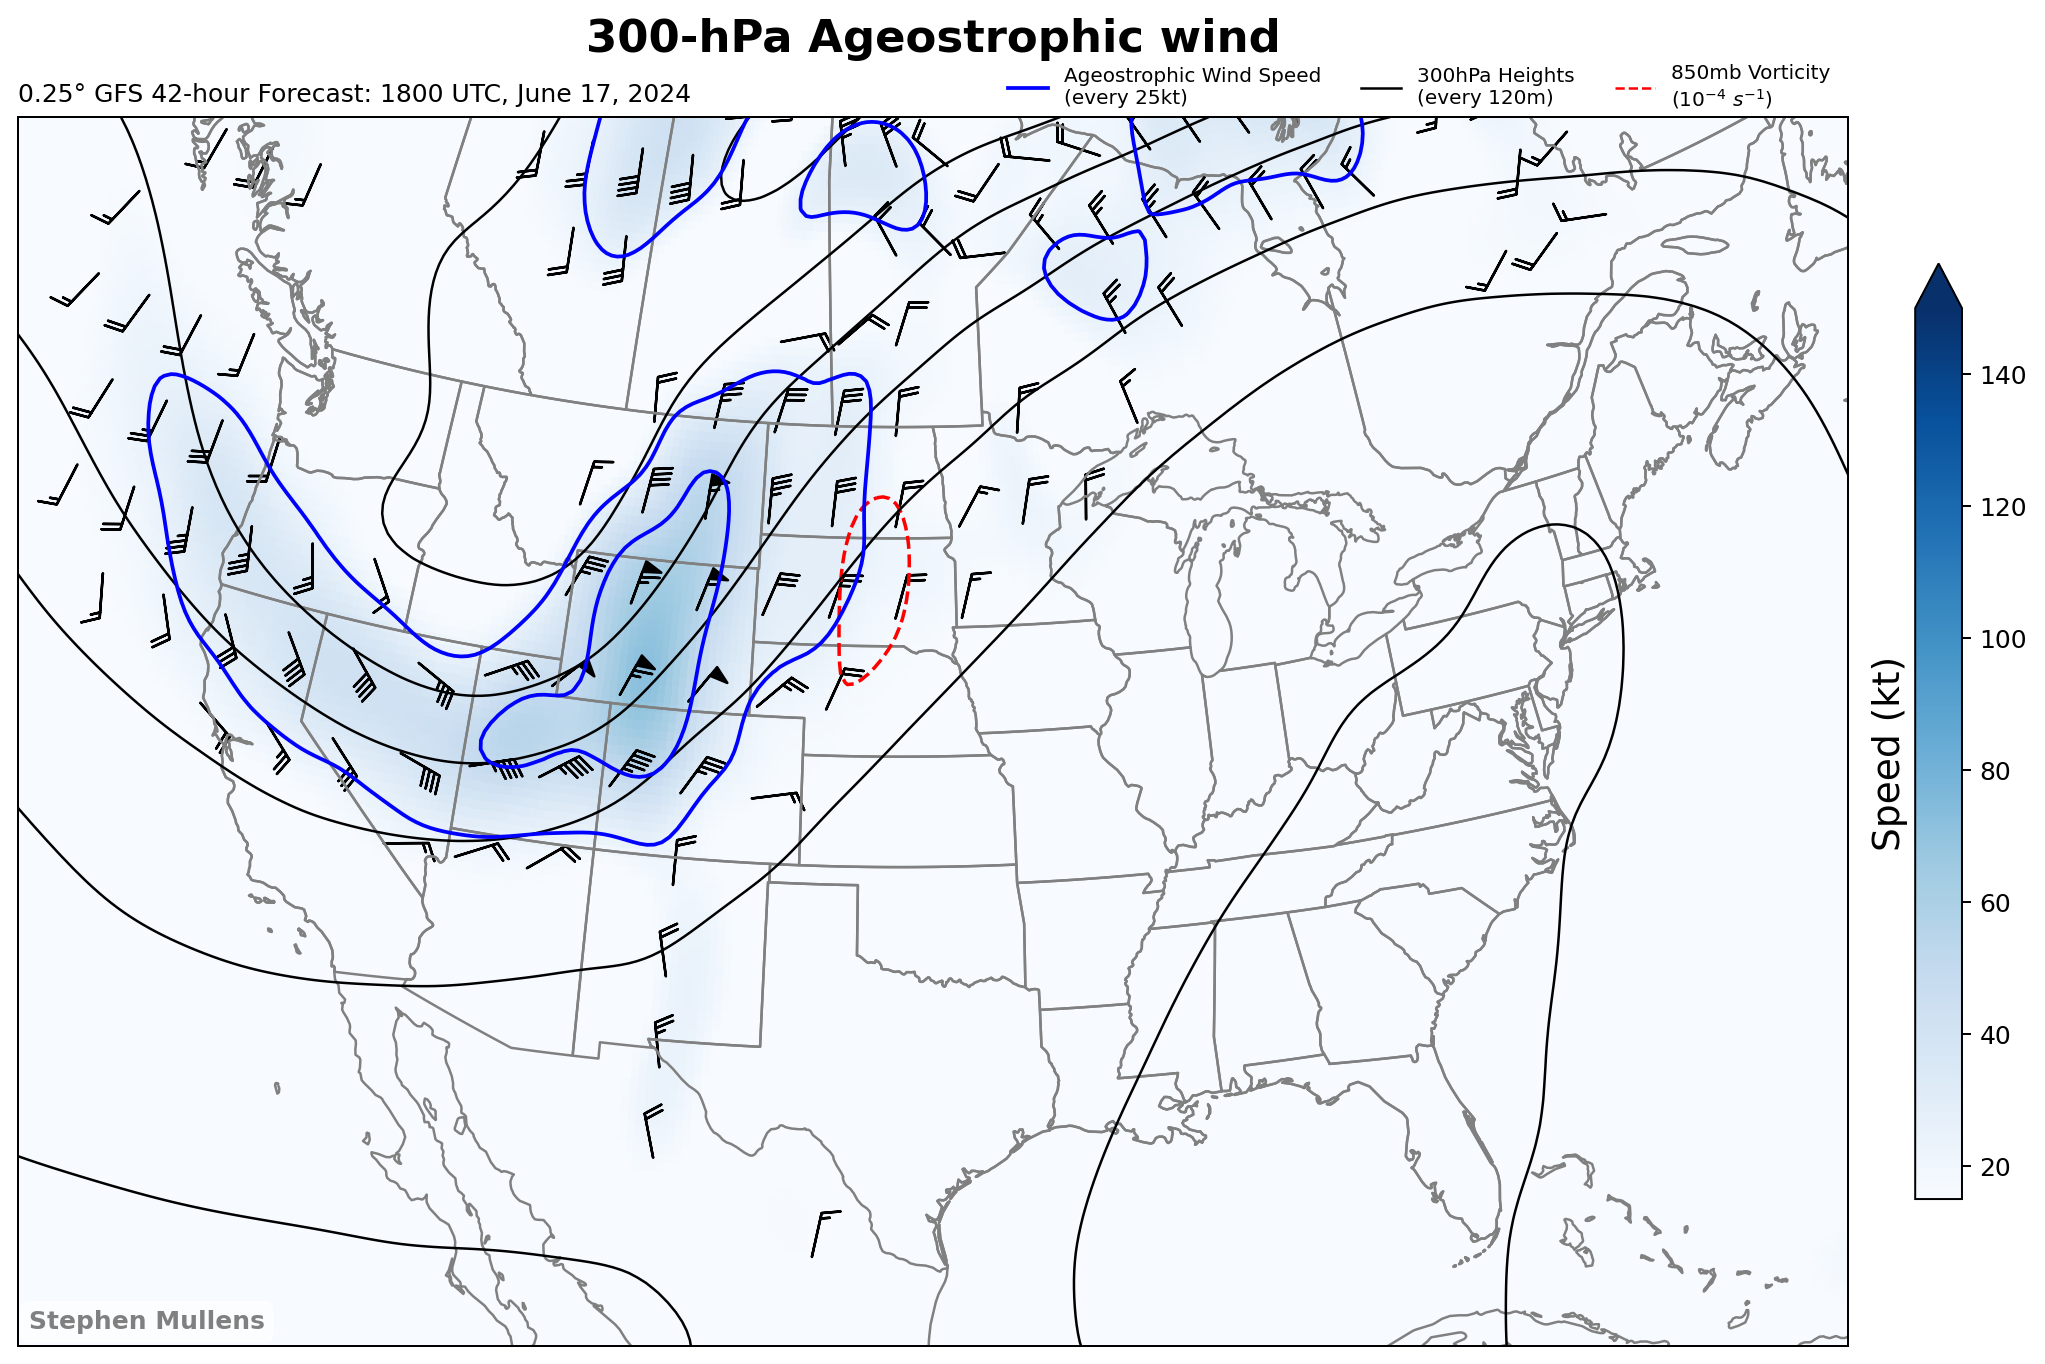 300-hPa Ageostrophic wind
0.25° GFS 42-hour Forecast: 1800 UTC, June 17, 2024
Ageostrophic Wind Speed
(every 25kt)
300hPa Heights
(every 120m)
850mb Vorticity
(10⁻⁴ s⁻¹)
140
120
100
80
60
40
20
Speed (kt)
Stephen Mullens